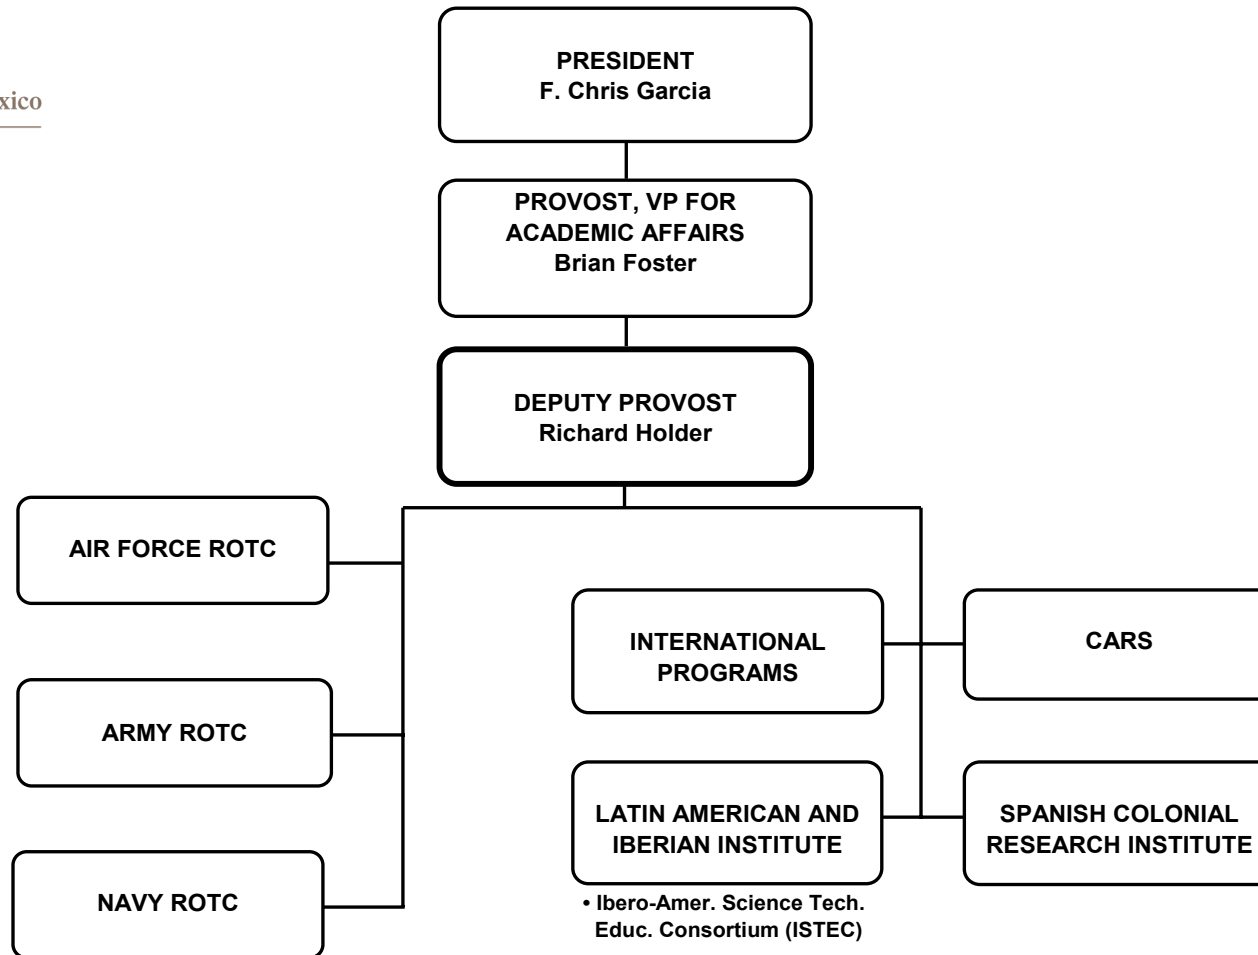 PRESIDENT
F. Chris Garcia
PROVOST, VP FOR
ACADEMIC AFFAIRS
Brian Foster
DEPUTY PROVOST
Richard Holder
AIR FORCE ROTC
ARMY ROTC
NAVY ROTC
INTERNATIONAL
PROGRAMS
CARS
LATIN AMERICAN AND
IBERIAN INSTITUTE
• Ibero-Amer. Science Tech.
Educ. Consortium (ISTEC)
SPANISH COLONIAL
RESEARCH INSTITUTE